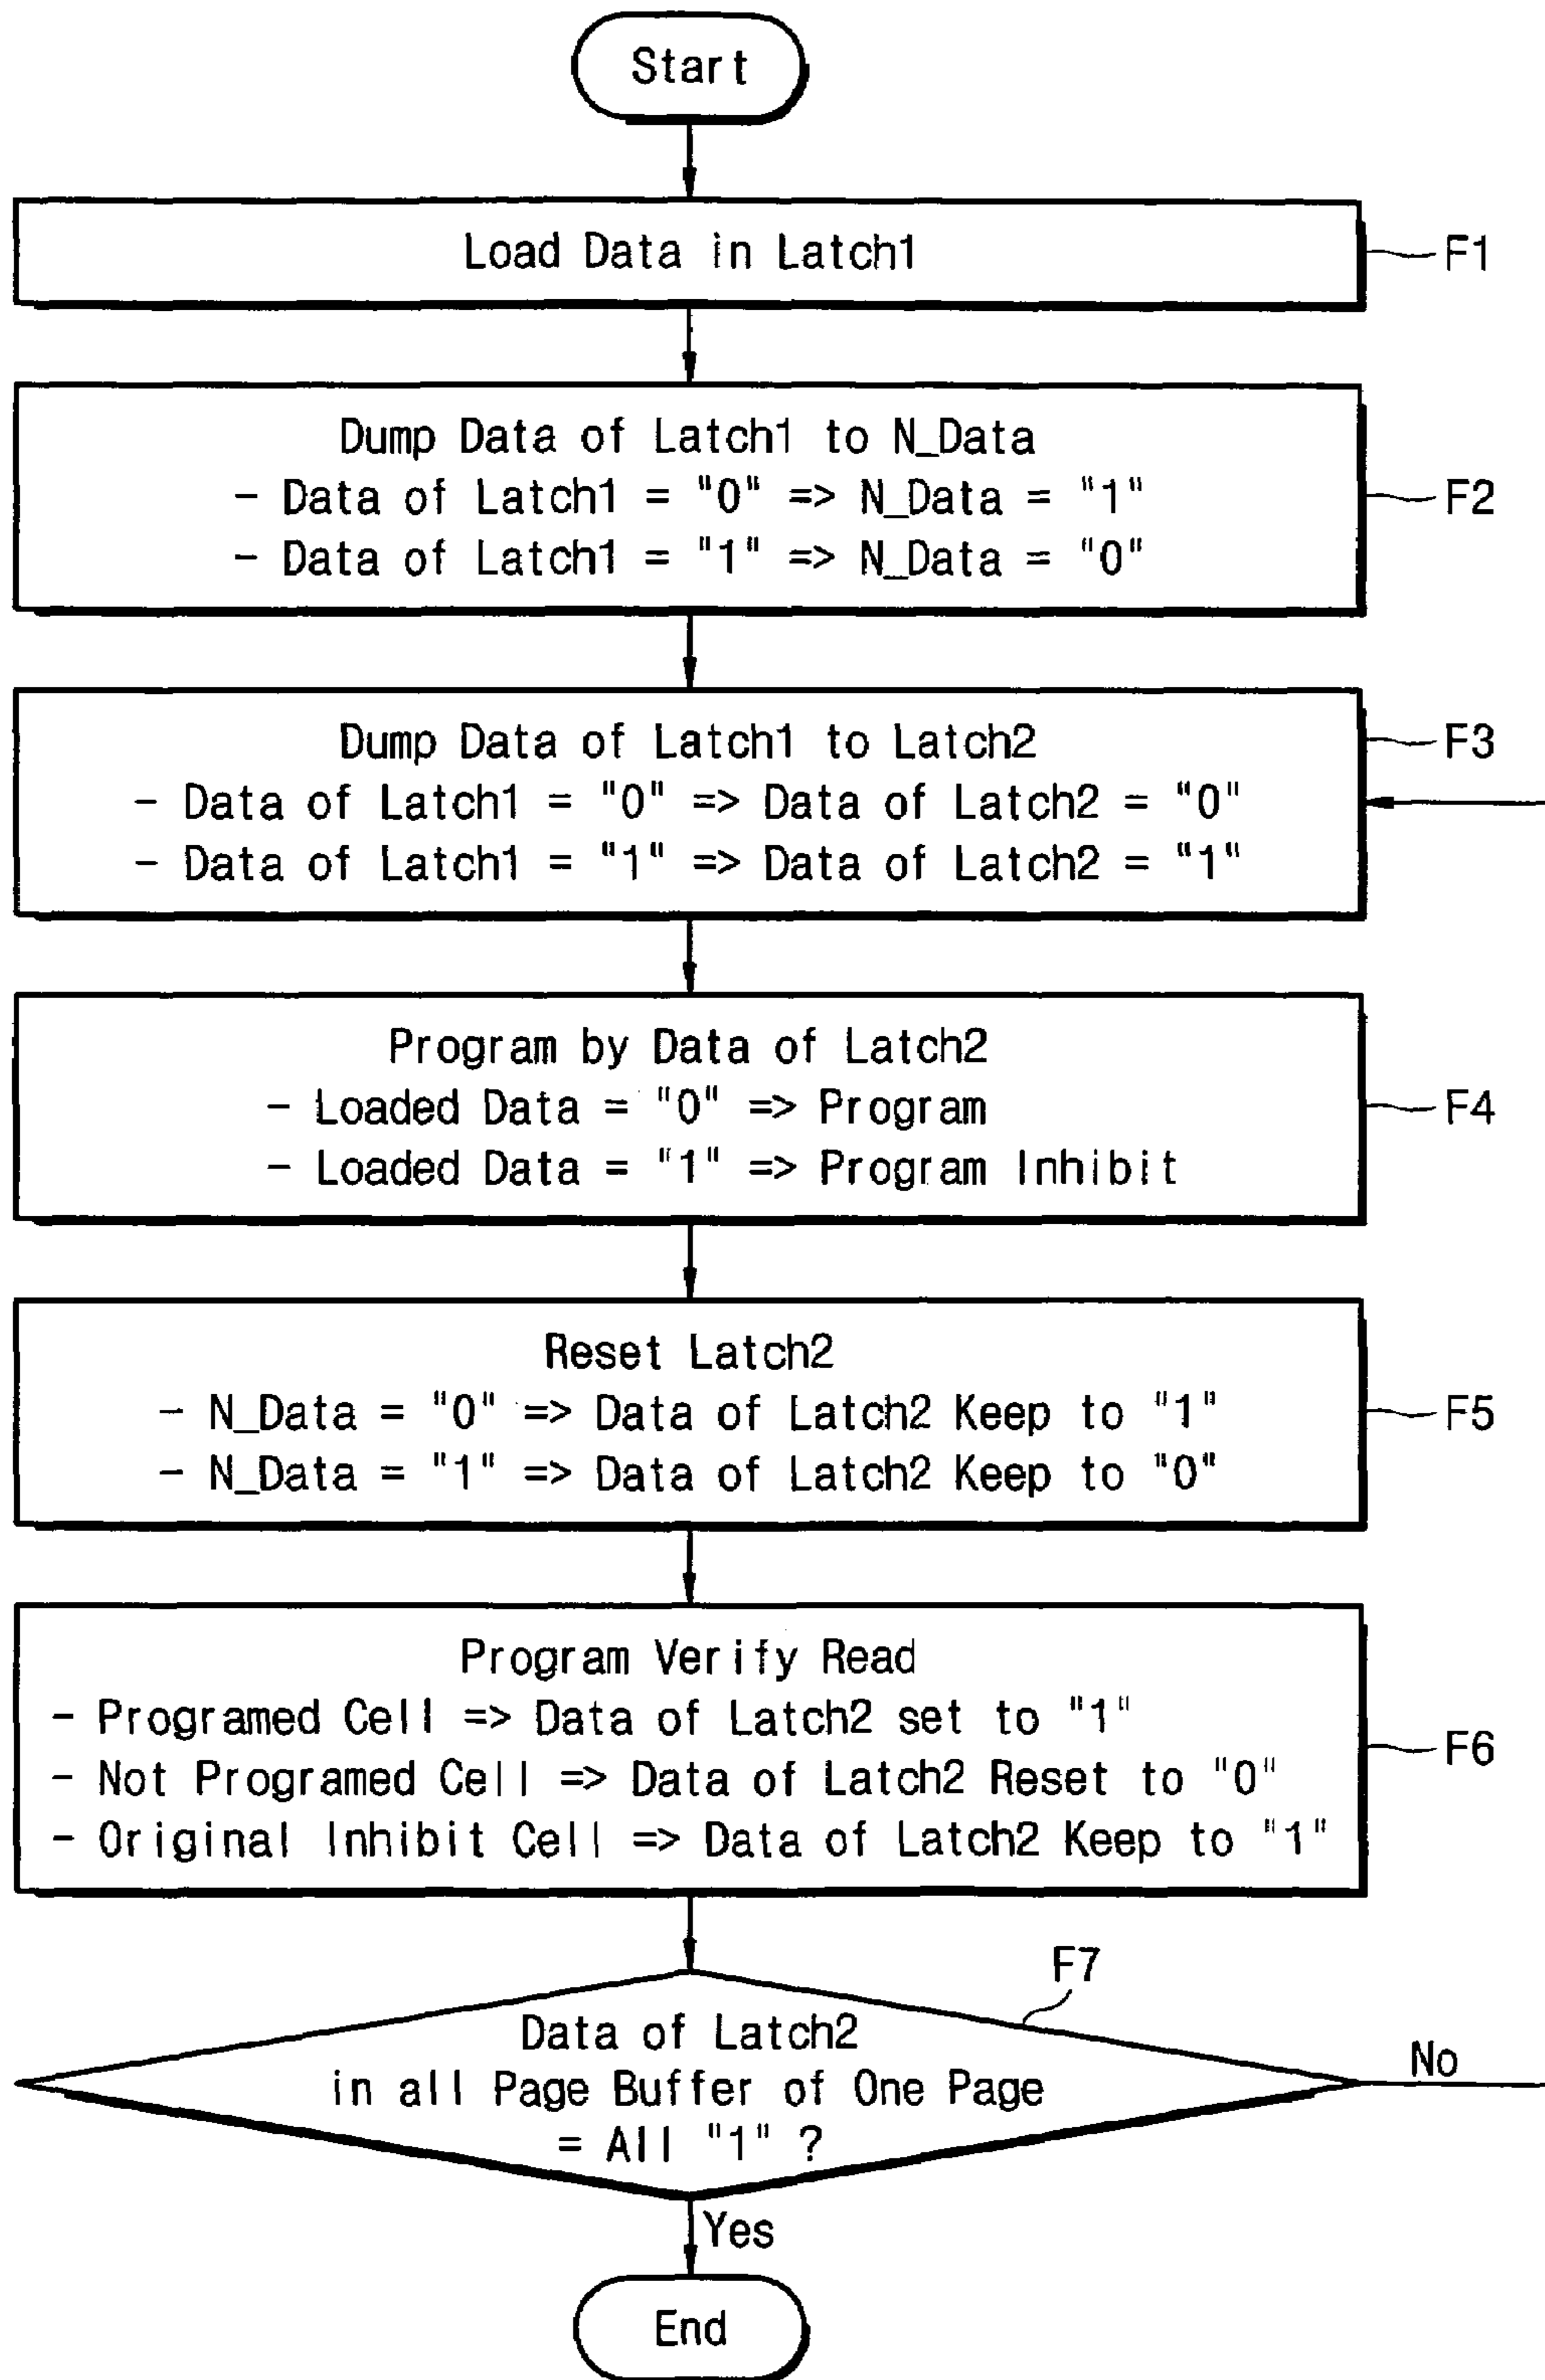 Start
Load Data in Latch1
F1
Dump Data of Latch1 to N_Data
- Data of Latch1 = "0" => N_Data = "1"
- Data of Latch1 = "1" => N_Data = "0"
F2
Dump Data of Latch1 to Latch2
- Data of Latch1 = "0" => Data of Latch2 = "0"
- Data of Latch1 = "1" => Data of Latch2 = "1"
F3
Program by Data of Latch2
- Loaded Data = "0" => Program
- Loaded Data = "1" => Program Inhibit
F4
Reset Latch2
- N_Data = "0" => Data of Latch2 Keep to "1"
- N_Data = "1" => Data of Latch2 Keep to "0"
F5
Program Verify Read
- Programed Cell => Data of Latch2 set to "1"
- Not Programed Cell => Data of Latch2 Reset to "0"
- Original Inhibit Cell => Data of Latch2 Keep to "1"
F6
F7
Data of Latch2
in all Page Buffer of One Page
= All "1" ?
No
Yes
End